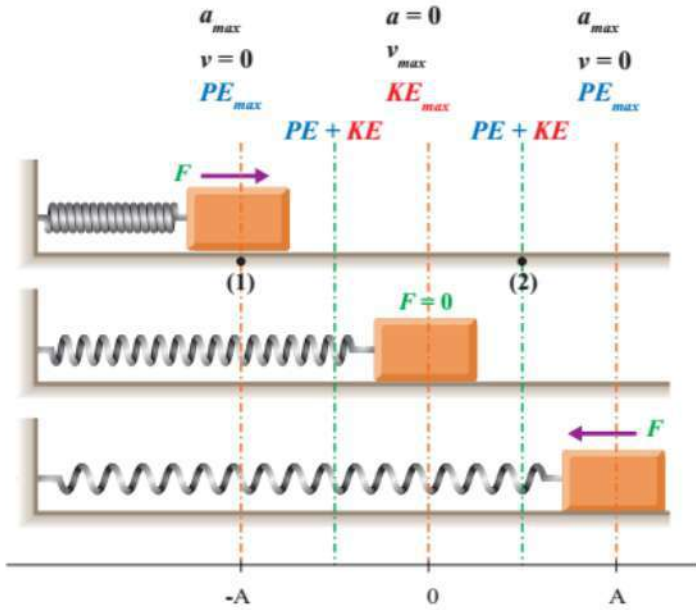 a_max a = 0 a_max
v = 0 v_max v = 0
PE_max KE_max PE_max
PE + KE PE + KE
F
(1) (2)
F = 0
F
-A 0 A